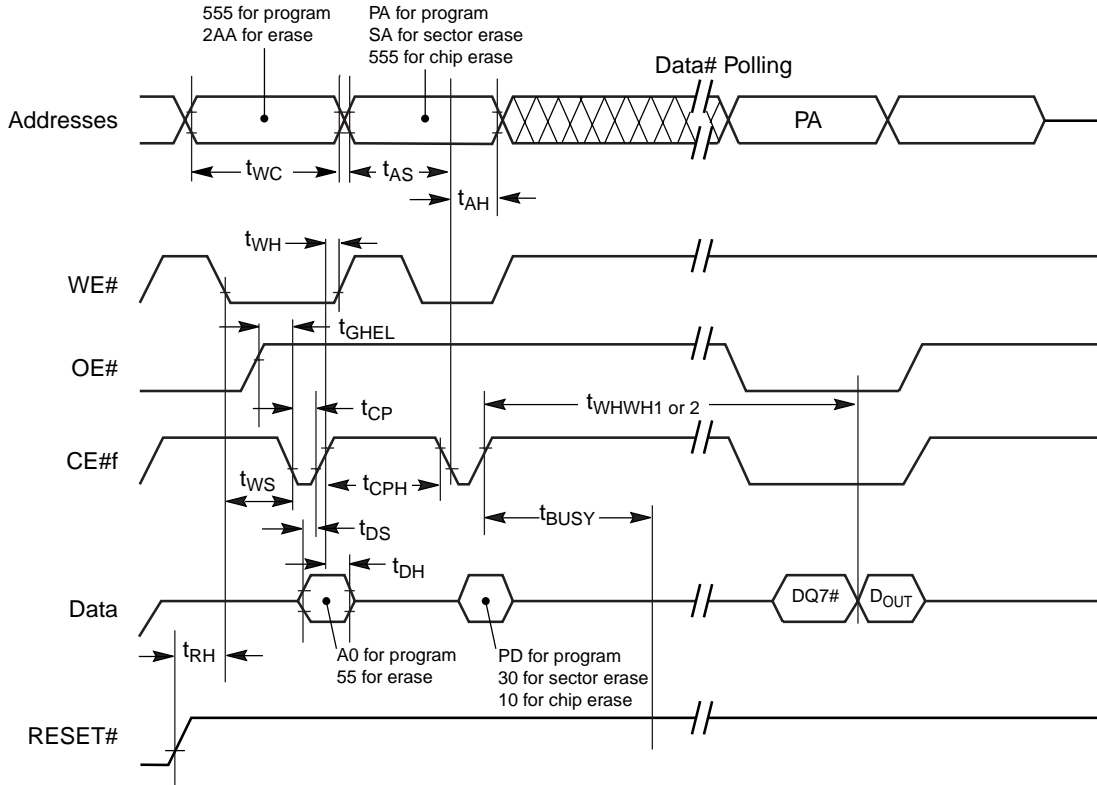 555 for program
2AA for erase
PA for program
SA for sector erase
555 for chip erase
Data# Polling
Addresses
PA
tWC
tAS
tAH
tWH
WE#
tGHEL
OE#
tWHWH1 or 2
tCP
CE#f
tWS
tCPH
tBUSY
tDS
tDH
Data
DQ7#
DOUT
tRH
A0 for program
55 for erase
PD for program
30 for sector erase
10 for chip erase
RESET#